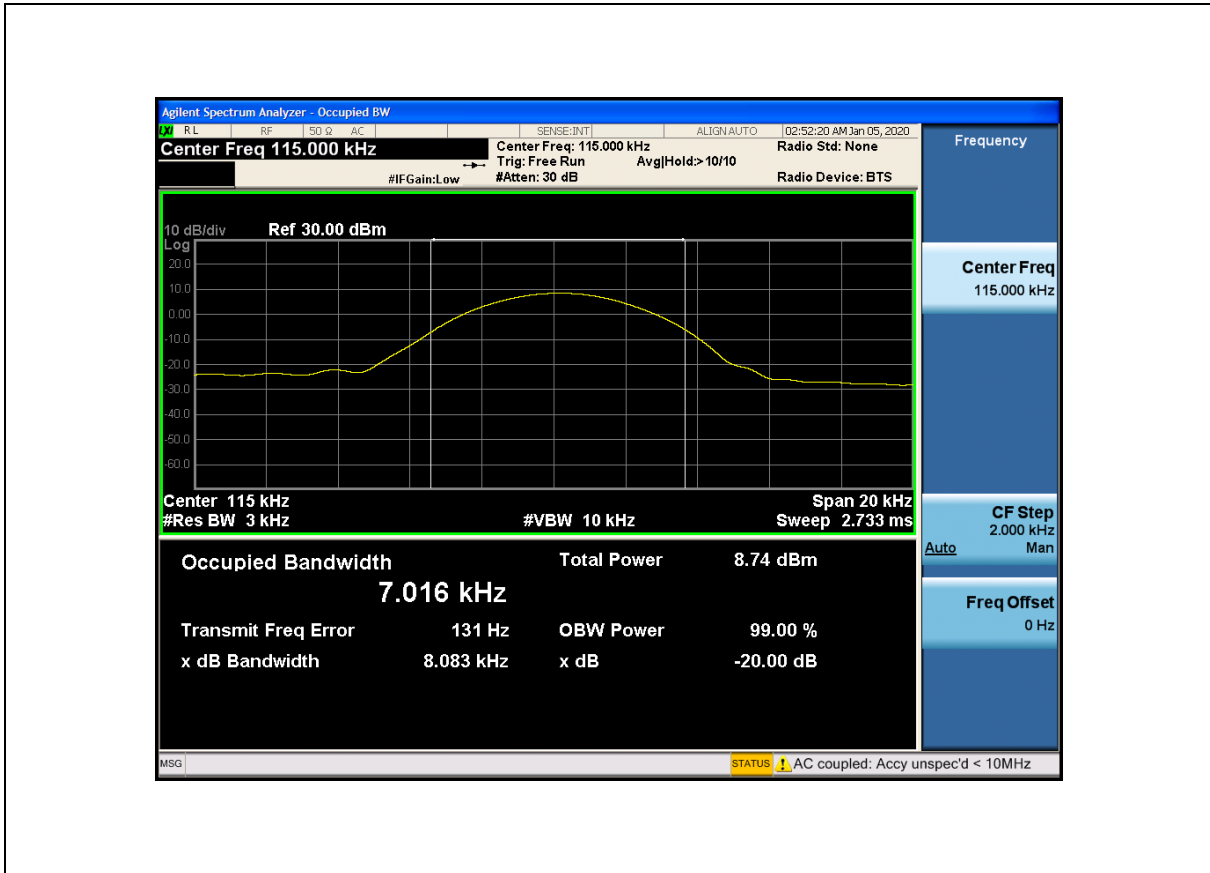 Agilent Spectrum Analyzer - Occupied BW
LXI RL RF 50 Ω AC SENSE:INT ALIGN AUTO 02:52:20 AM Jan 05, 2020
Center Freq 115.000 kHz
Center Freq: 115.000 kHz
Radio Std: None
Trig: Free Run
Avg|Hold:> 10/10
#IFGain:Low
#Atten: 30 dB
Radio Device: BTS
10 dB/div
Ref 30.00 dBm
Log
20.0
10.0
0.00
-10.0
-20.0
-30.0
-40.0
-50.0
-60.0
Center 115 kHz
Span 20 kHz
#Res BW 3 kHz
#VBW 10 kHz
Sweep 2.733 ms
Occupied Bandwidth
7.016 kHz
Total Power 8.74 dBm
Transmit Freq Error 131 Hz
OBW Power 99.00 %
x dB Bandwidth 8.083 kHz
x dB -20.00 dB
Frequency
Center Freq
115.000 kHz
CF Step
2.000 kHz
Auto Man
Freq Offset
0 Hz
MSG
STATUS
AC coupled: Accy unspec'd < 10MHz